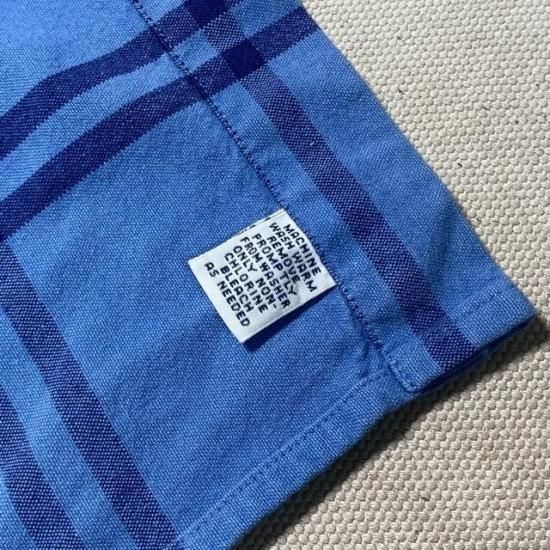 MACHINE
WASH WARM
REMOVE
PROMPTLY
FROM WASHER
ONLY NON-
CHLORINE
BLEACH
AS NEEDED